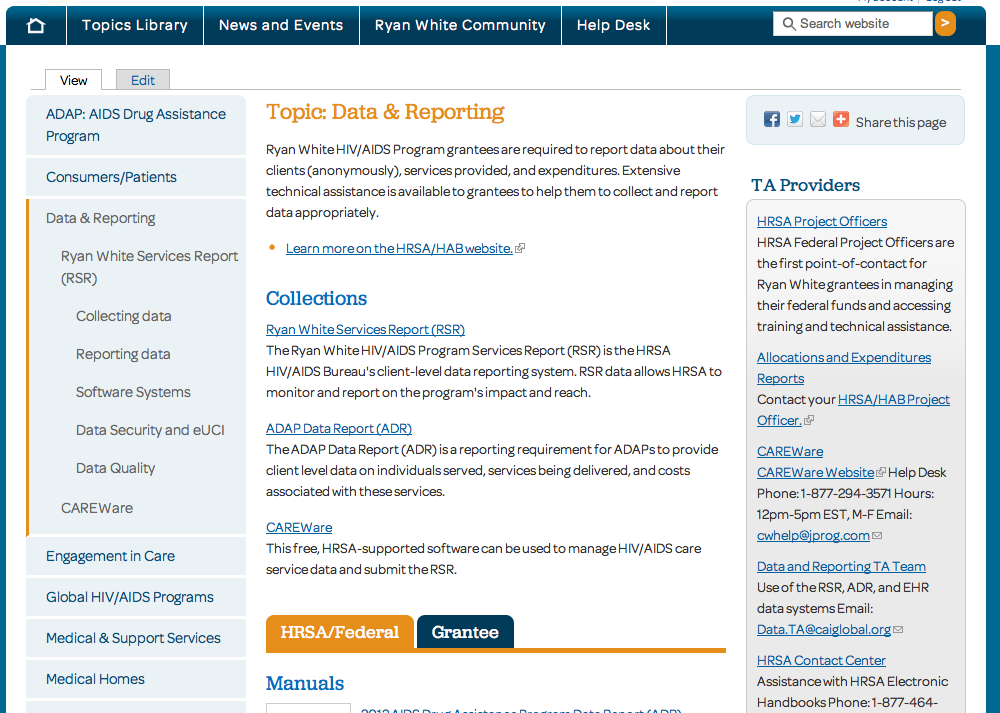 Topics Library
News and Events
Ryan White Community
Help Desk
Search website
>
View
Edit
ADAP: AIDS Drug Assistance
Program
Consumers/Patients
Data & Reporting
Ryan White Services Report
(RSR)
Collecting data
Reporting data
Software Systems
Data Security and eUCI
Data Quality
CAREWare
Engagement in Care
Global HIV/AIDS Programs
Medical & Support Services
Medical Homes
Topic: Data & Reporting
Ryan White HIV/AIDS Program grantees are required to report data about their
clients (anonymously), services provided, and expenditures. Extensive
technical assistance is available to grantees to help them to collect and report
data appropriately.
Learn more on the HRSA/HAB website.
Collections
Ryan White Services Report (RSR)
The Ryan White HIV/AIDS Program Services Report (RSR) is the HRSA
HIV/AIDS Bureau's client-level data reporting system. RSR data allows HRSA to
monitor and report on the program's impact and reach.
ADAP Data Report (ADR)
The ADAP Data Report (ADR) is a reporting requirement for ADAPs to provide
client level data on individuals served, services being delivered, and costs
associated with these services.
CAREWare
This free, HRSA-supported software can be used to manage HIV/AIDS care
service data and submit the RSR.
HRSA/Federal
Grantee
Manuals
Share this page
TA Providers
HRSA Project Officers
HRSA Federal Project Officers are
the first point-of-contact for
Ryan White grantees in managing
their federal funds and accessing
training and technical assistance.
Allocations and Expenditures
Reports
Contact your HRSA/HAB Project
Officer.
CAREWare
CAREWare Website Help Desk
Phone: 1-877-294-3571 Hours:
12pm-5pm EST, M-F Email:
cwhelp@jprog.com
Data and Reporting TA Team
Use of the RSR, ADR, and EHR
data systems Email:
Data.TA@caiglobal.org
HRSA Contact Center
Assistance with HRSA Electronic
Handbooks Phone: 1-877-464-